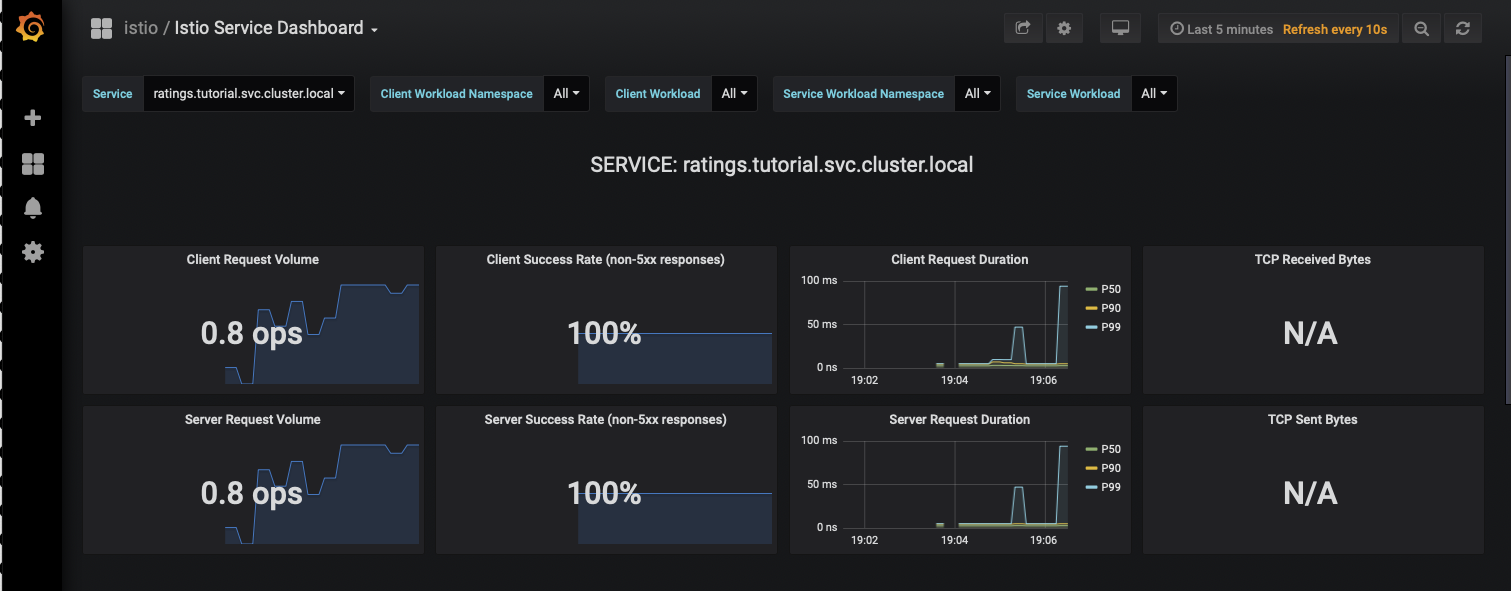 istio / Istio Service Dashboard
Last 5 minutes Refresh every 10s
Service ratings.tutorial.svc.cluster.local Client Workload Namespace All Client Workload All Service Workload Namespace All Service Workload All
SERVICE: ratings.tutorial.svc.cluster.local
Client Request Volume
0.8 ops
Client Success Rate (non-5xx responses)
100%
Client Request Duration
100 ms
50 ms
0 ns
19:02 19:04 19:06
P50
P90
P99
TCP Received Bytes
N/A
Server Request Volume
0.8 ops
Server Success Rate (non-5xx responses)
100%
Server Request Duration
100 ms
50 ms
0 ns
19:02 19:04 19:06
P50
P90
P99
TCP Sent Bytes
N/A